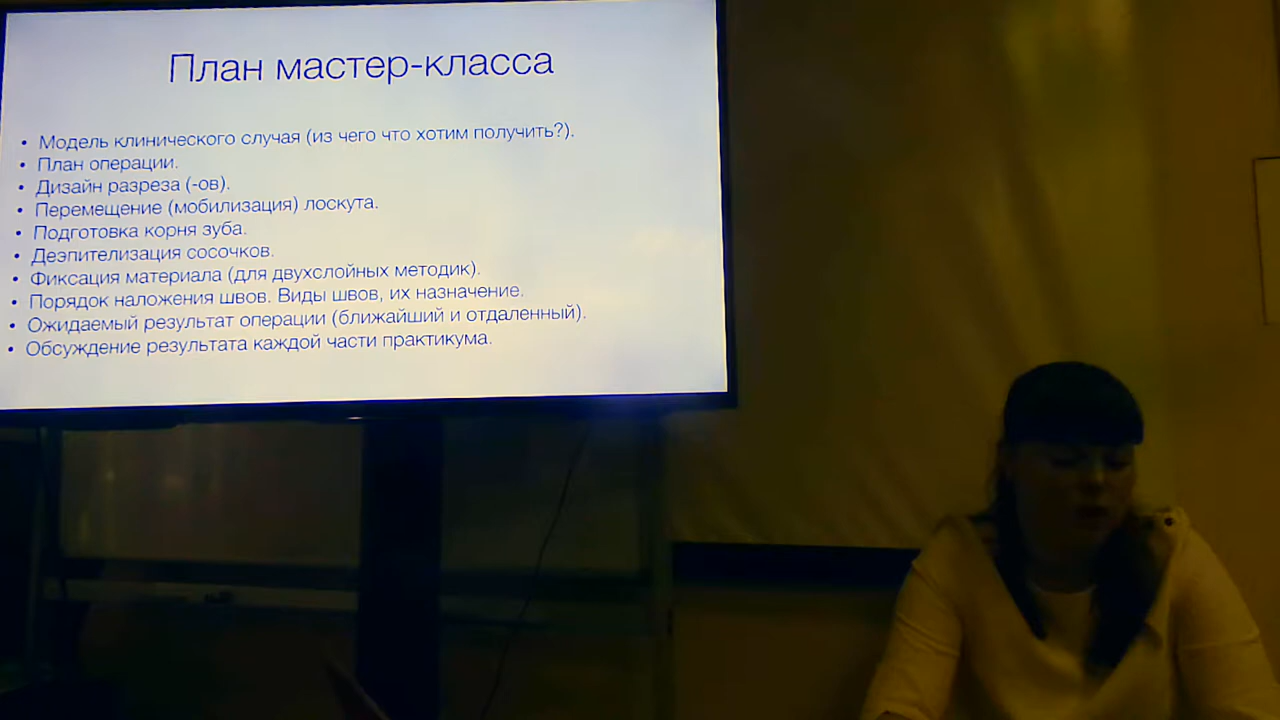 План мастер-класса
• Модель клинического случая (из чего что хотим получить?).
• План операции.
• Дизайн разреза (-ов).
• Перемещение (мобилизация) лоскута.
• Подготовка корня зуба.
• Деэпителизация сосочков.
• Фиксация материала (для двухслойных методик).
• Порядок наложения швов. Виды швов, их назначение.
• Ожидаемый результат операции (ближайший и отдаленный).
• Обсуждение результата каждой части практикума.